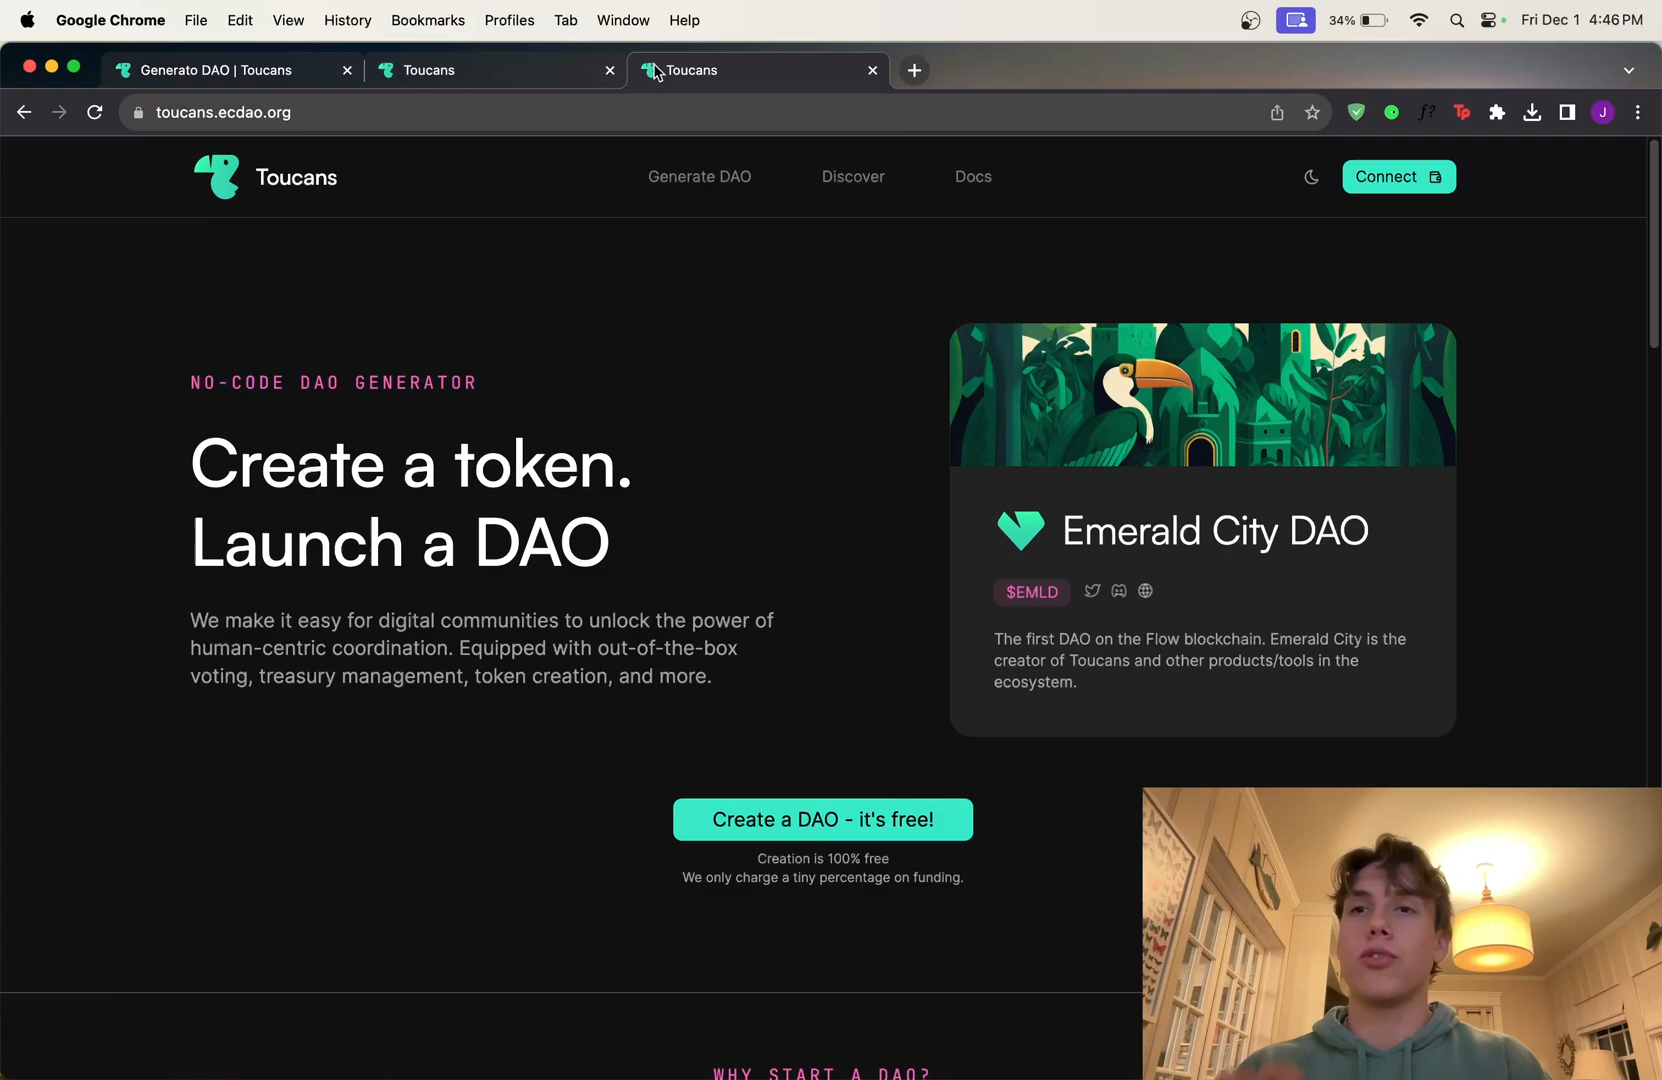 Google Chrome File Edit View History Bookmarks Profiles Tab Window Help 34% Fri Dec 1 4:46 PM
Generato DAO | Toucans Toucans Toucans
toucans.ecdao.org f? Tp J
Toucans Generate DAO Discover Docs Connect
NO-CODE DAO GENERATOR
Create a token.
Launch a DAO
We make it easy for digital communities to unlock the power of
human-centric coordination. Equipped with out-of-the-box
voting, treasury management, token creation, and more.
Emerald City DAO
$EMLD
The first DAO on the Flow blockchain. Emerald City is the
creator of Toucans and other products/tools in the
ecosystem.
Create a DAO - it's free!
Creation is 100% free
We only charge a tiny percentage on funding.
WHY START A DAO?